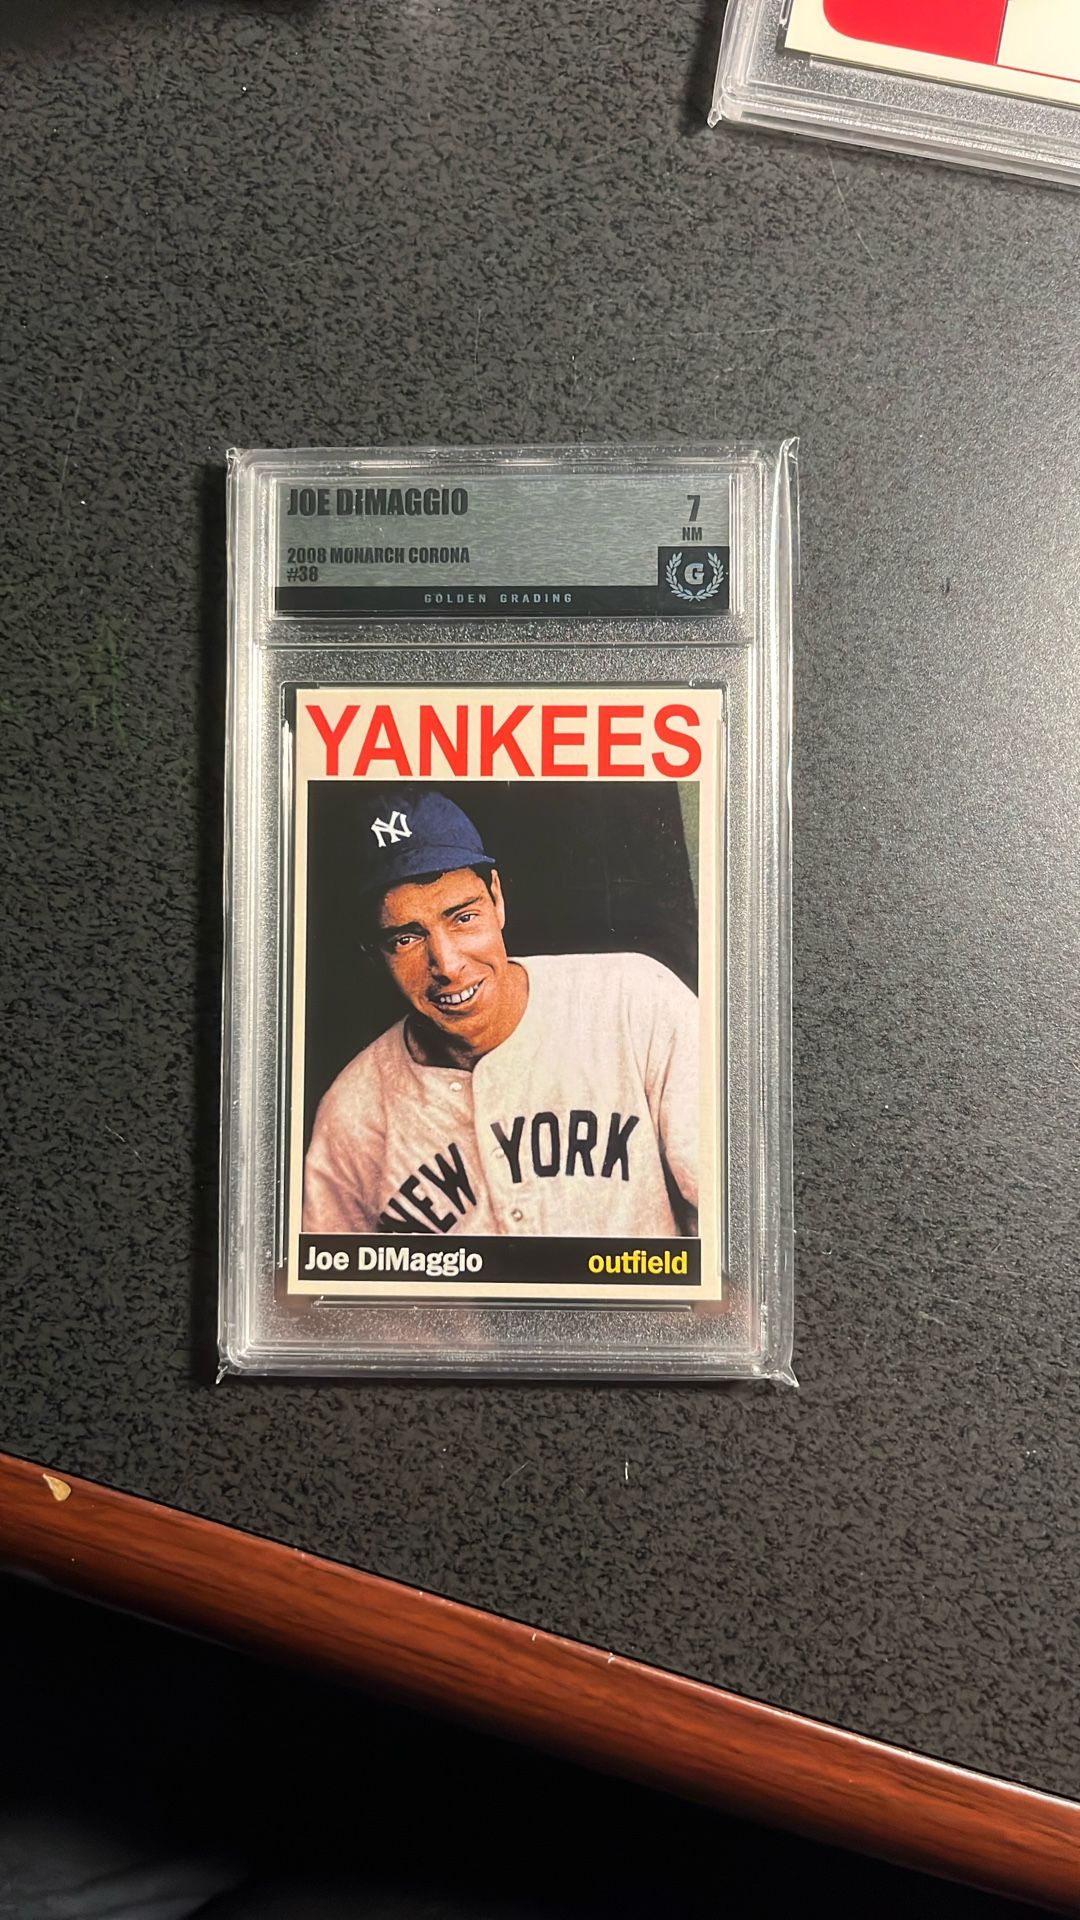 JOE DiMAGGIO
7
NM
2008 MONARCH CORONA
#38
G
GOLDEN GRADING
YANKEES
NY
NEW YORK
Joe DiMaggio
outfield